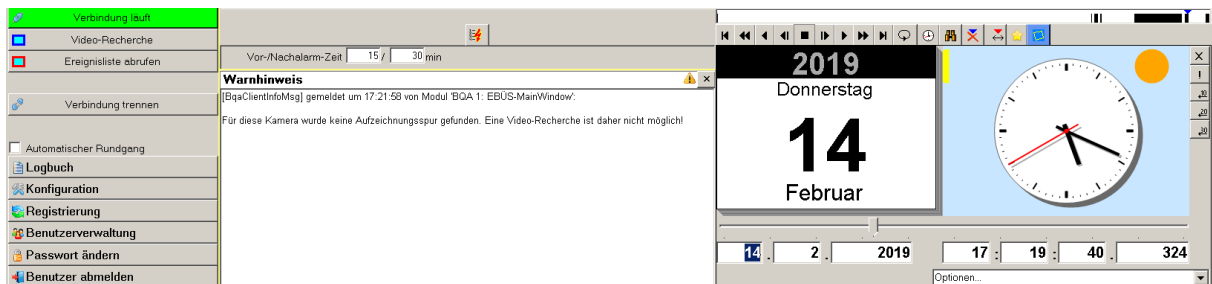 Verbindung läuft
Video-Recherche
Ereignisliste abrufen
Verbindung trennen
Automatischer Rundgang
Logbuch
Konfiguration
Registrierung
Benutzerverwaltung
Passwort ändern
Benutzer abmelden
Vor-/Nachalarm-Zeit 15 / 30 min
Warnhinweis
[BqaClientInfoMsg] gemeldet um 17:21:58 von Modul 'BQA 1: EBÜS-MainWindow':
Für diese Kamera wurde keine Aufzeichnungsspur gefunden. Eine Video-Recherche ist daher nicht möglich!
2019
Donnerstag
14
Februar
14 . 2 . 2019 17 : 19 : 40 . 324
Optionen...
X
!
10
20
30